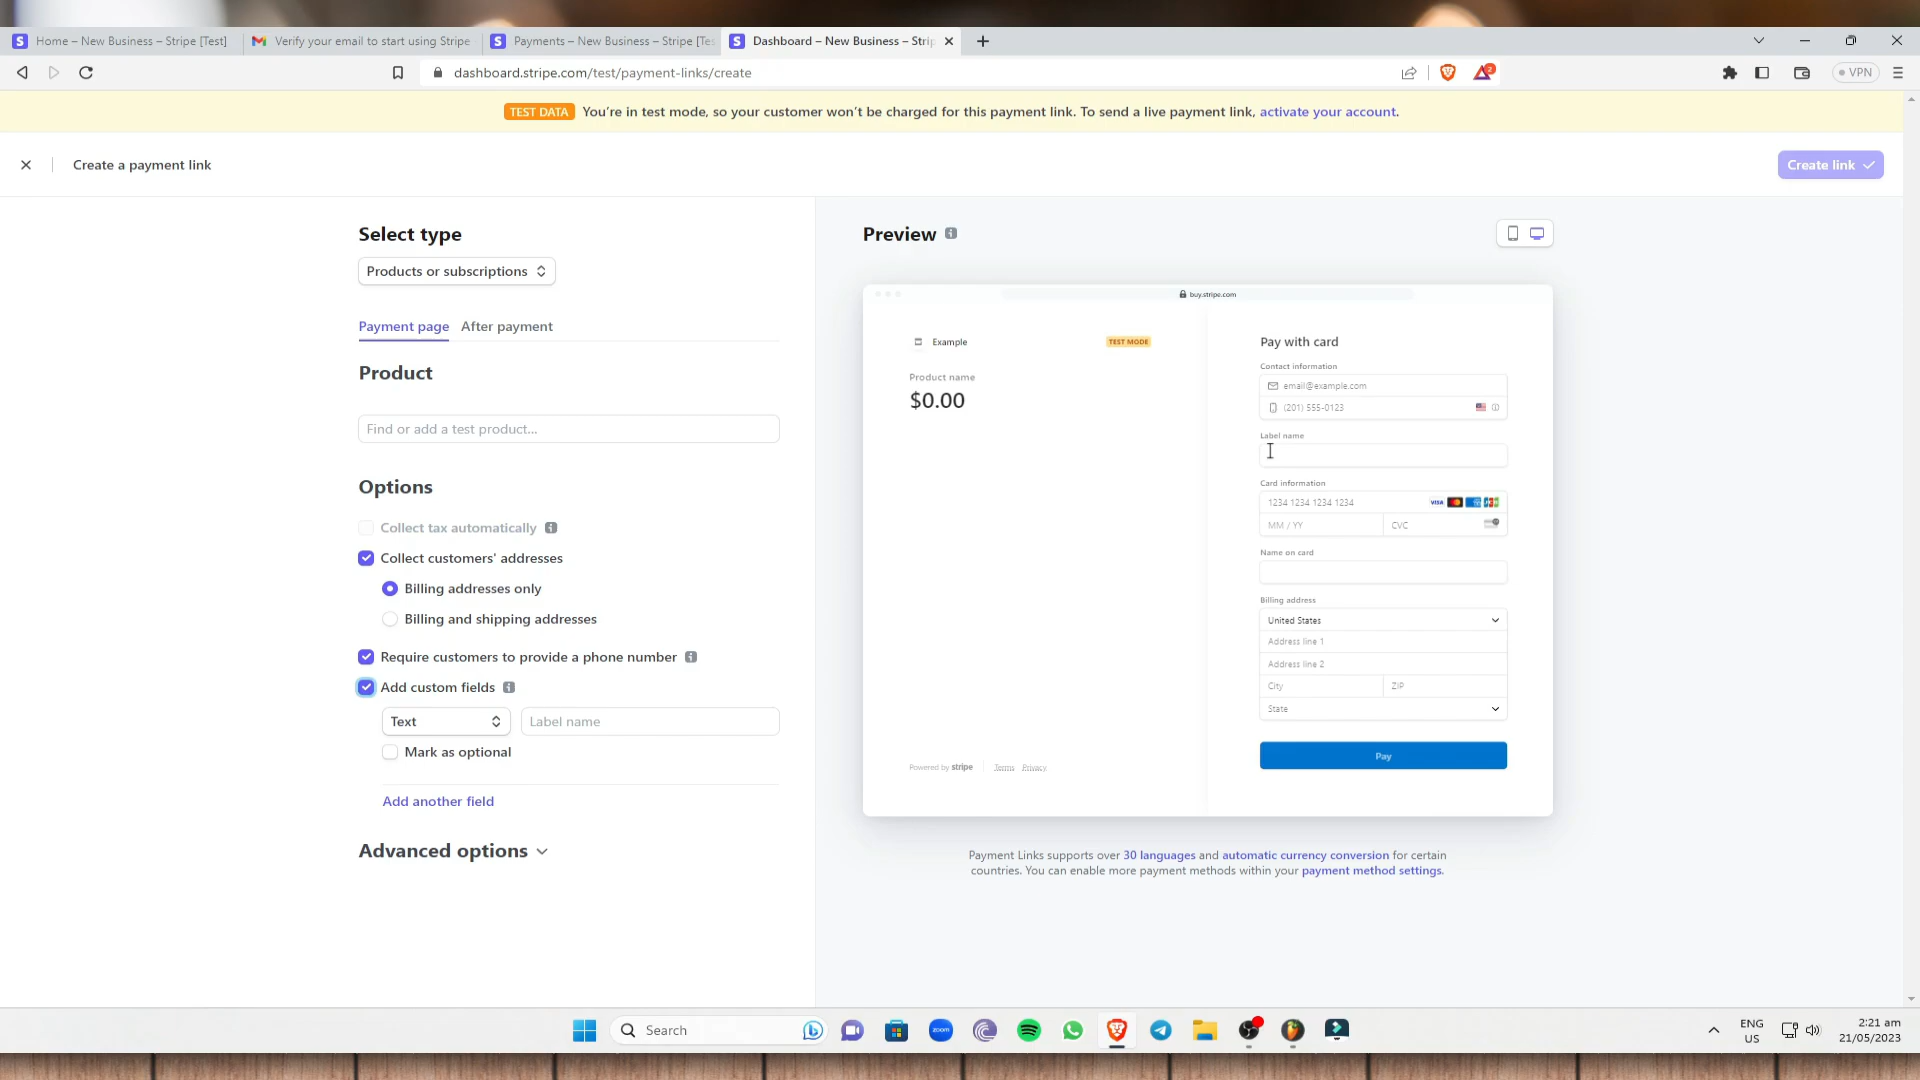 Home – New Business – Stripe [Test]
Verify your email to start using Stripe
Payments – New Business – Stripe [Tes
Dashboard – New Business – Strip
dashboard.stripe.com/test/payment-links/create
2
VPN
TEST DATA You're in test mode, so your customer won't be charged for this payment link. To send a live payment link, activate your account.
Create a payment link
Create link
Select type
Products or subscriptions
Payment page
After payment
Product
Find or add a test product...
Options
Collect tax automatically
Collect customers' addresses
Billing addresses only
Billing and shipping addresses
Require customers to provide a phone number
Add custom fields
Text
Label name
Mark as optional
Add another field
Advanced options
Preview
buy.stripe.com
Example
TEST MODE
Product name
$0.00
Powered by stripe
Terms
Privacy
Pay with card
Contact information
email@example.com
(201) 555-0123
Label name
Card information
1234 1234 1234 1234
VISA
JCB
MM / YY
CVC
Name on card
Billing address
United States
Address line 1
Address line 2
City
ZIP
State
Pay
Payment Links supports over 30 languages and automatic currency conversion for certain
countries. You can enable more payment methods within your payment method settings.
Search
zoom
ENG
US
2:21 am
21/05/2023